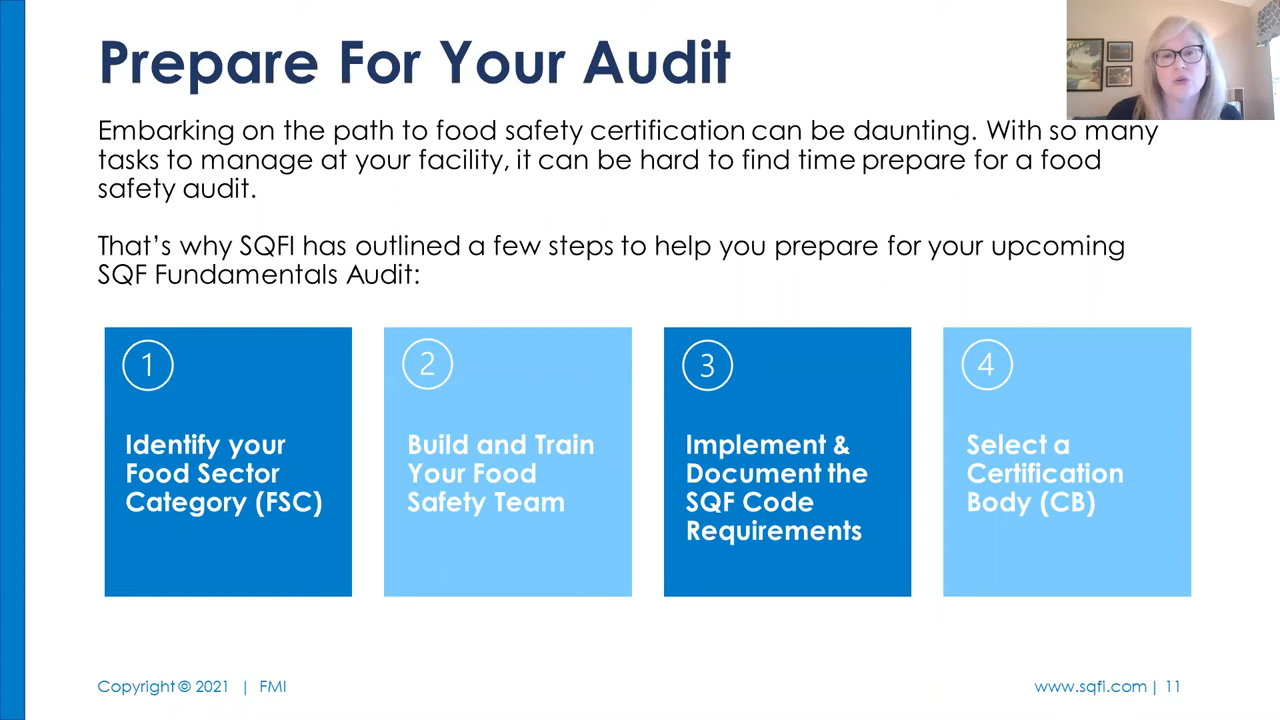 Prepare For Your Audit
Embarking on the path to food safety certification can be daunting. With so many
tasks to manage at your facility, it can be hard to find time prepare for a food
safety audit.
That's why SQFI has outlined a few steps to help you prepare for your upcoming
SQF Fundamentals Audit:
1
Identify your
Food Sector
Category (FSC)
2
Build and Train
Your Food
Safety Team
3
Implement &
Document the
SQF Code
Requirements
4
Select a
Certification
Body (CB)
Copyright © 2021 | FMI
www.sqfi.com | 11